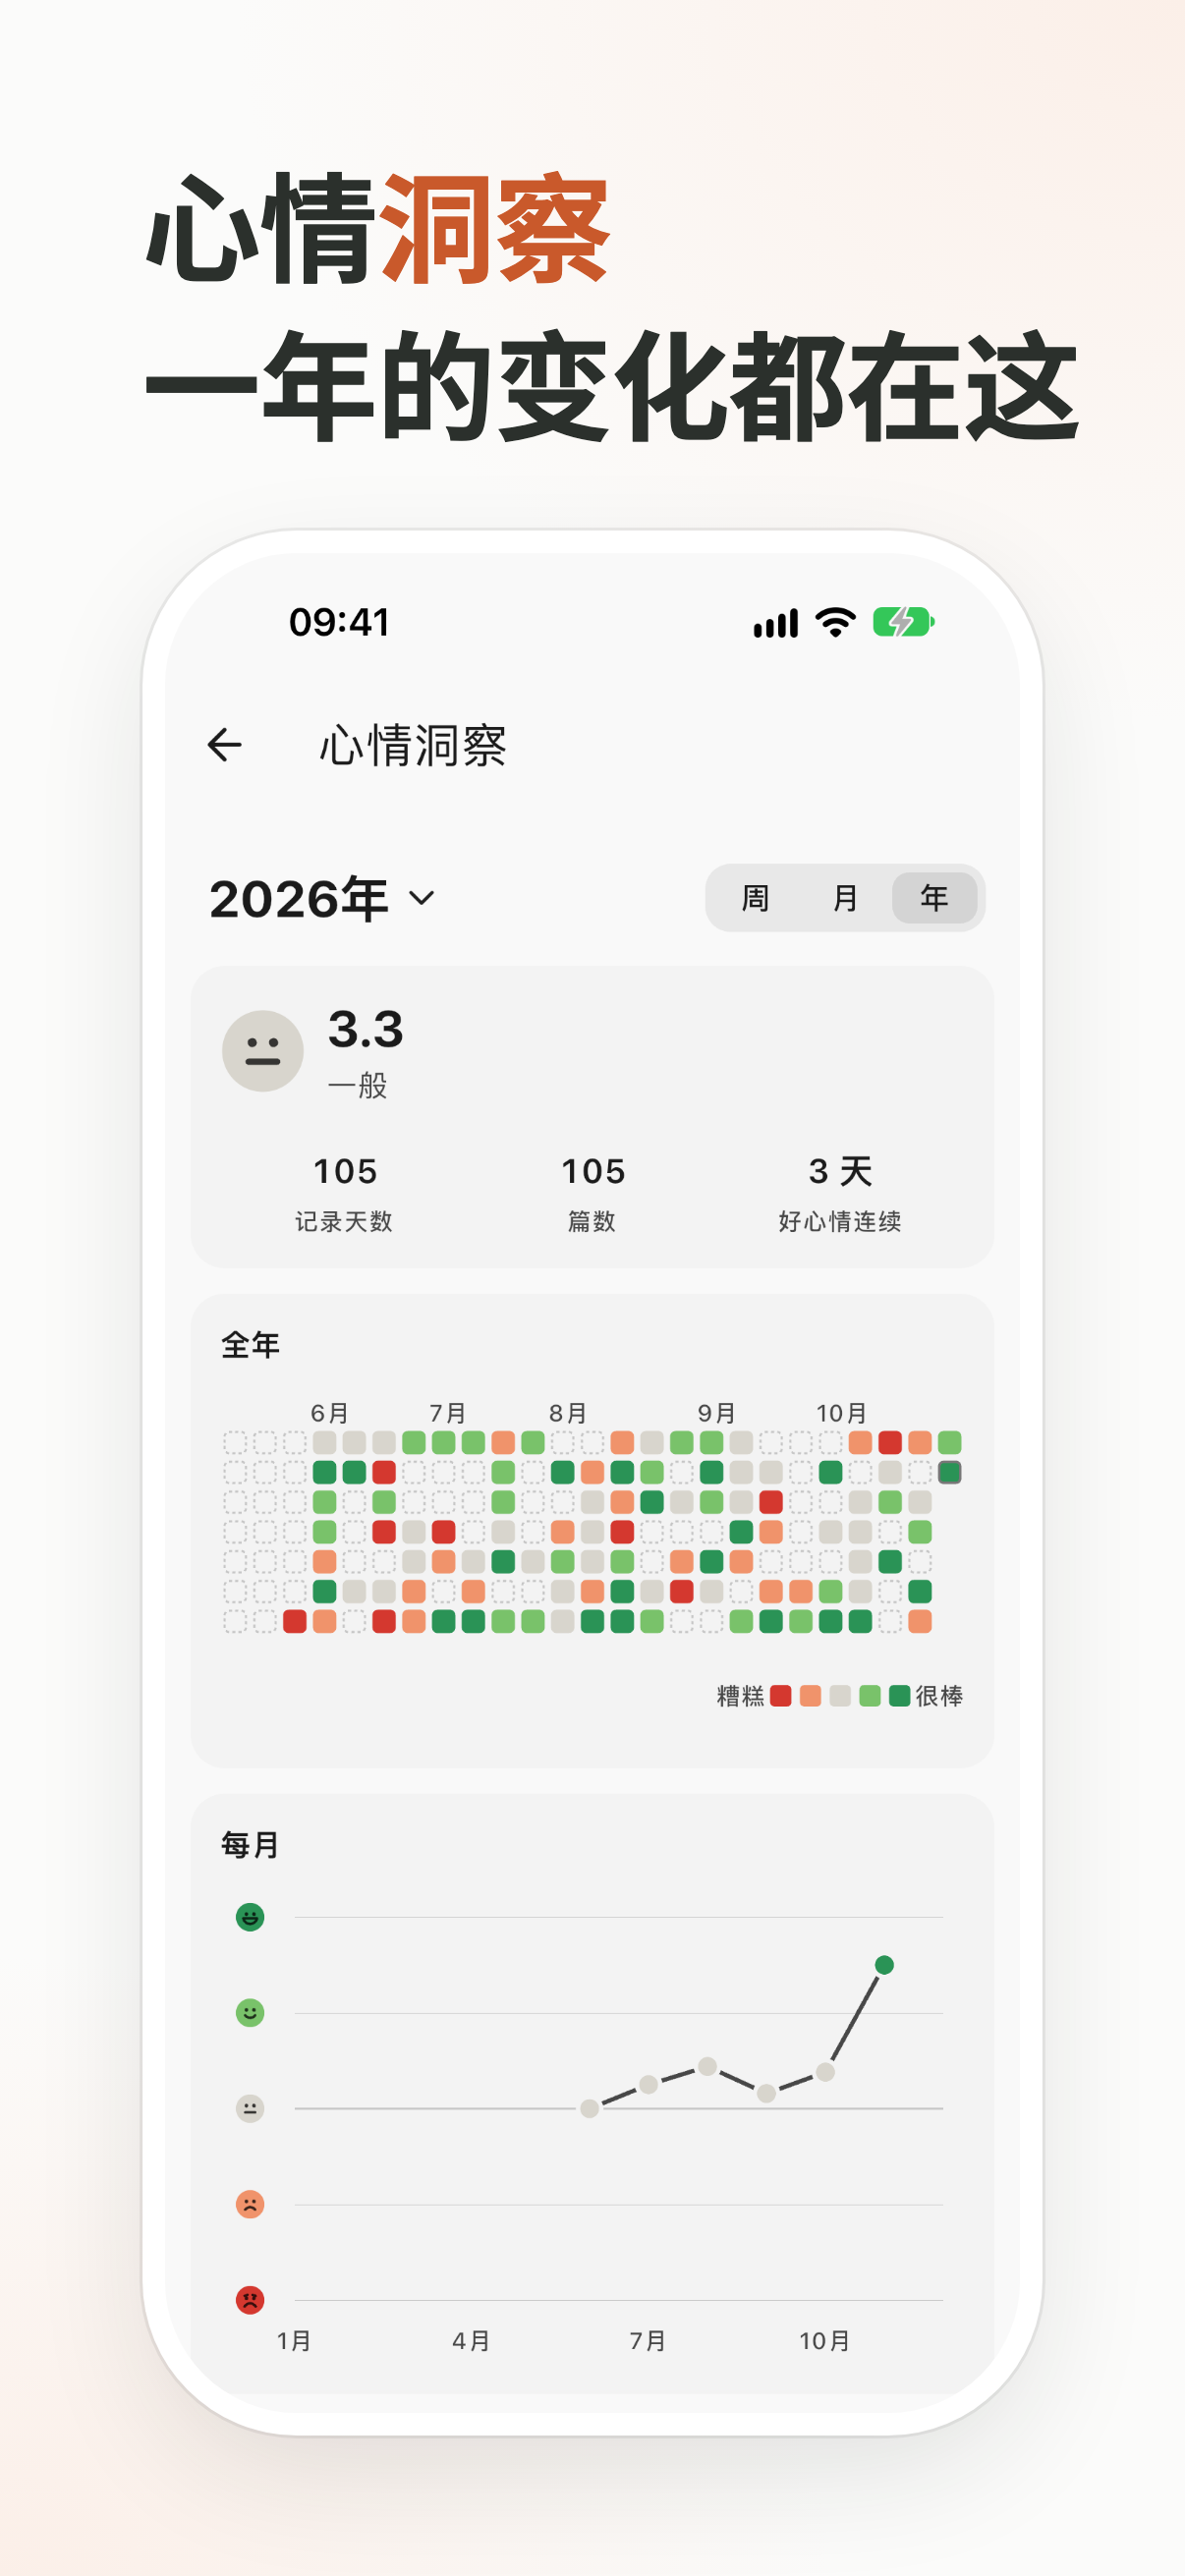 心情洞察
一年的变化都在这
09:41
心情洞察
2026年
周 月 年
3.3
一般
105 105 3 天
记录天数 篇数 好心情连续
全年
6月 7月 8月 9月 10月
糟糕 很棒
每月
1月 4月 7月 10月